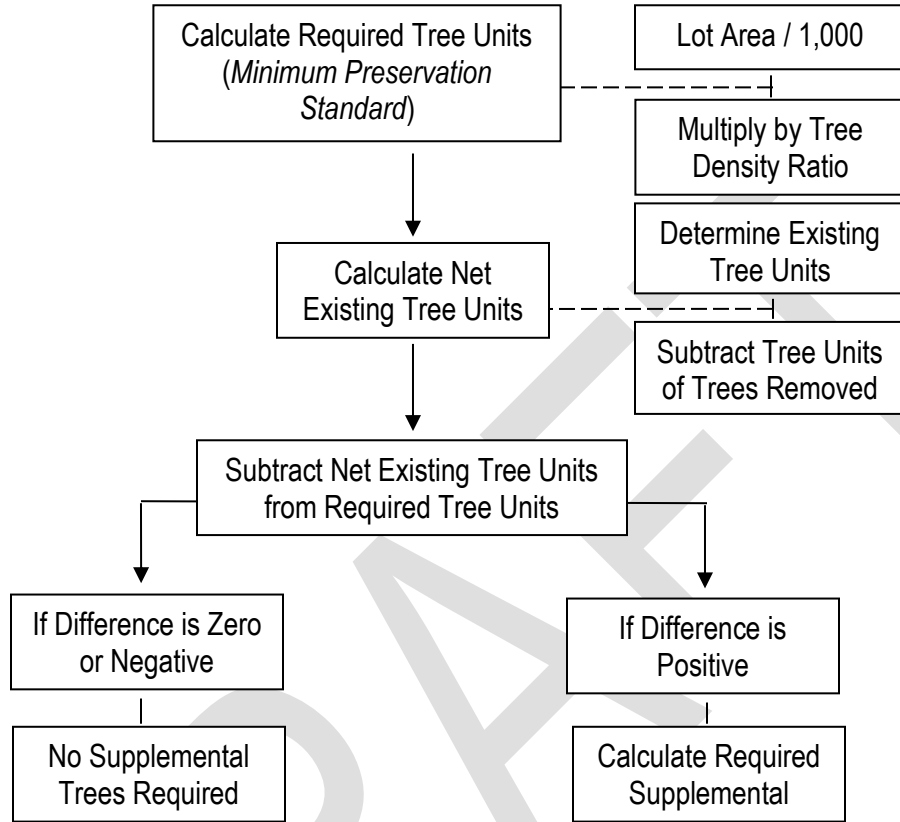 Calculate Required Tree Units
(Minimum Preservation
Standard)
Lot Area / 1,000
Multiply by Tree
Density Ratio
Calculate Net
Existing Tree Units
Determine Existing
Tree Units
Subtract Tree Units
of Trees Removed
Subtract Net Existing Tree Units
from Required Tree Units
If Difference is Zero
or Negative
If Difference is
Positive
No Supplemental
Trees Required
Calculate Required
Supplemental
DRAFT